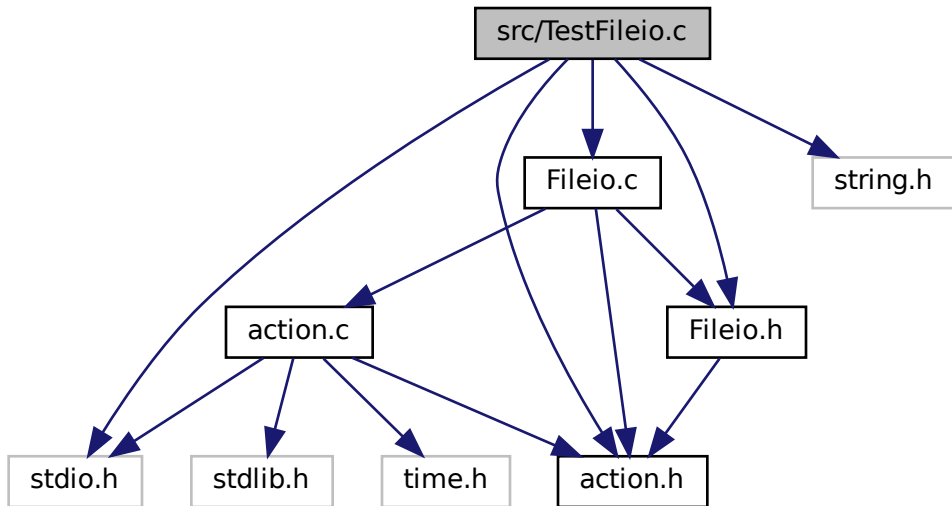 src/TestFileio.c
Fileio.c
string.h
action.c
Fileio.h
stdio.h
stdlib.h
time.h
action.h